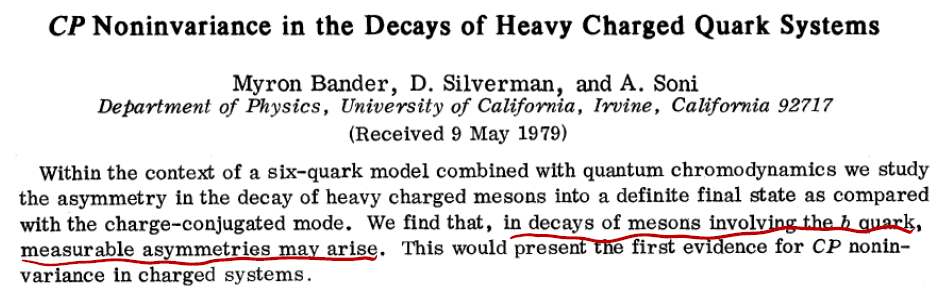 CP Noninvariance in the Decays of Heavy Charged Quark Systems
Myron Bander, D. Silverman, and A. Soni
Department of Physics, University of California, Irvine, California 92717
(Received 9 May 1979)
Within the context of a six-quark model combined with quantum chromodynamics we study
the asymmetry in the decay of heavy charged mesons into a definite final state as compared
with the charge-conjugated mode. We find that, in decays of mesons involving the b quark,
measurable asymmetries may arise. This would present the first evidence for CP nonin-
variance in charged systems.